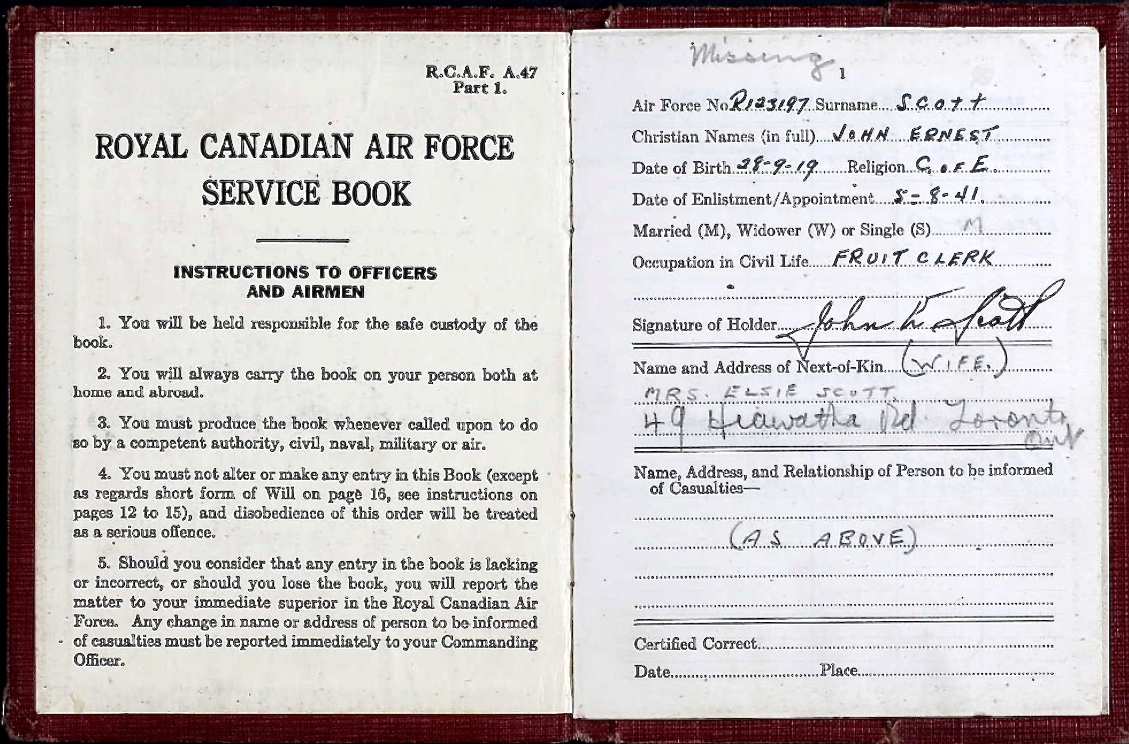 R.C.A.F. A.47
Part 1.
ROYAL CANADIAN AIR FORCE
SERVICE BOOK
INSTRUCTIONS TO OFFICERS
AND AIRMEN
1. You will be held responsible for the safe custody of the
book.
2. You will always carry the book on your person both at
home and abroad.
3. You must produce the book whenever called upon to do
so by a competent authority, civil, naval, military or air.
4. You must not alter or make any entry in this Book (except
as regards short form of Will on page 16, see instructions on
pages 12 to 15), and disobedience of this order will be treated
as a serious offence.
5. Should you consider that any entry in the book is lacking
or incorrect, or should you lose the book, you will report the
matter to your immediate superior in the Royal Canadian Air
Force. Any change in name or address of person to be informed
of casualties must be reported immediately to your Commanding
Officer.
Missing
1
Air Force No R123197 Surname SCOTT
Christian Names (in full) JOHN ERNEST
Date of Birth 28-9-19 Religion C. of E.
Date of Enlistment/Appointment 5-8-41.
Married (M), Widower (W) or Single (S) M
Occupation in Civil Life FRUIT CLERK
Signature of Holder John E Scott
Name and Address of Next-of-Kin (WIFE.)
MRS. ELSIE SCOTT
49 Hiawatha Rd. Toronto
Ont
Name, Address, and Relationship of Person to be informed
of Casualties—
(AS ABOVE)
Certified Correct
Date Place